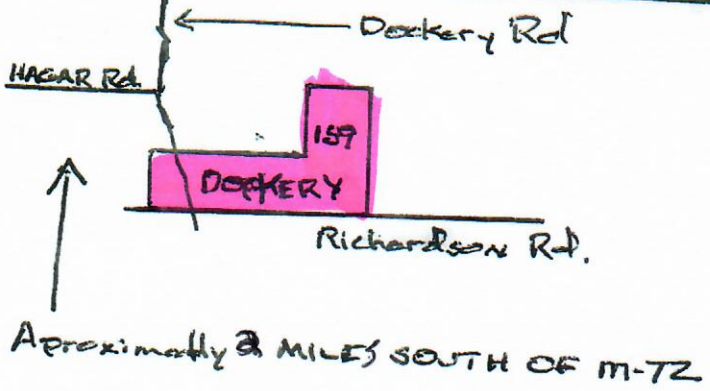 Dockery Rd
HAGAR Rd.
159
DOCKERY
Richardson Rd.
Aproximatly 2 MILES SOUTH OF M-72